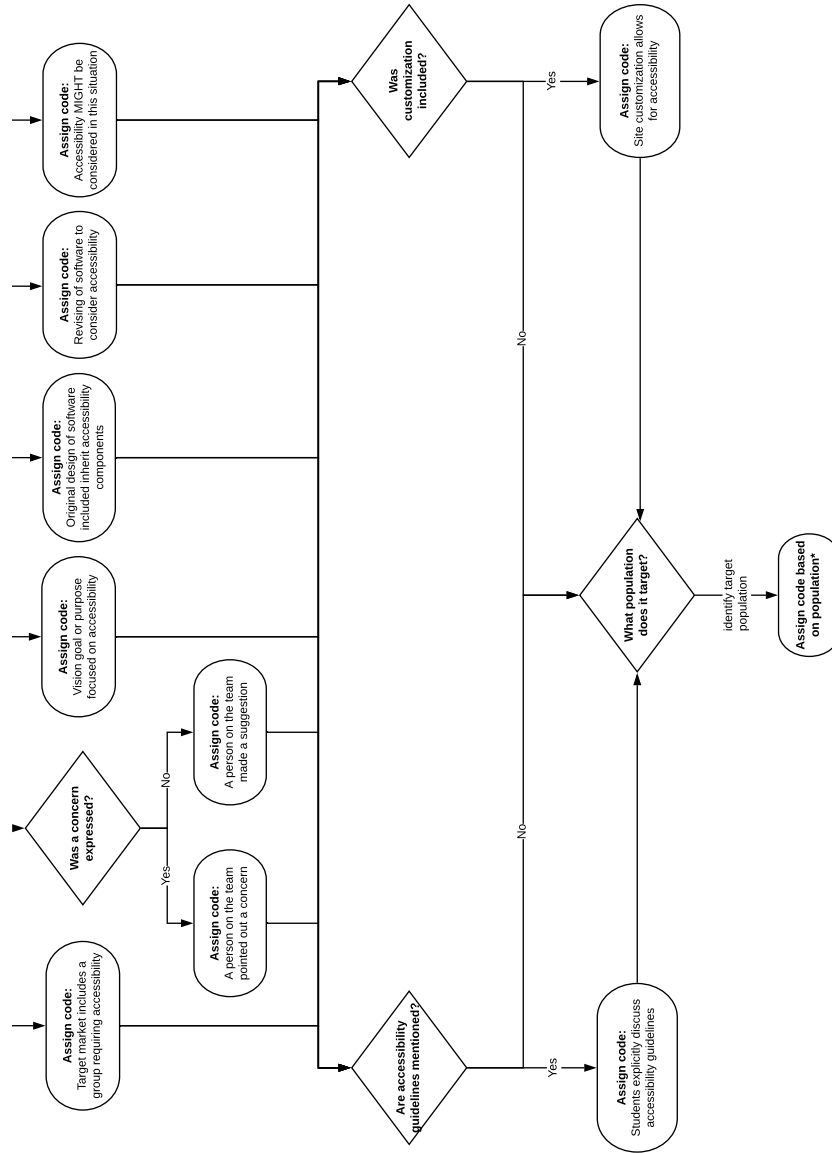 Assign code:
Target market includes a
group requiring accessibility
Was a concern
expressed?
Yes
No
Assign code:
A person on the team
pointed out a concern
Assign code:
A person on the team
made a suggestion
Assign code:
Vision goal or purpose
focused on accessibility
Assign code:
Original design of software
included inherit accessibility
components
Assign code:
Revising of software to
consider accessibility
Assign code:
Accessibility MIGHT be
considered in this situation
Are accessibility
guidelines mentioned?
Was
customization
included?
No
No
Yes
Yes
Assign code:
Students explicitly discuss
accessibility guidelines
What population
does it target?
Assign code:
Site customization allows
for accessibility
identify target
population
Assign code based
on population*